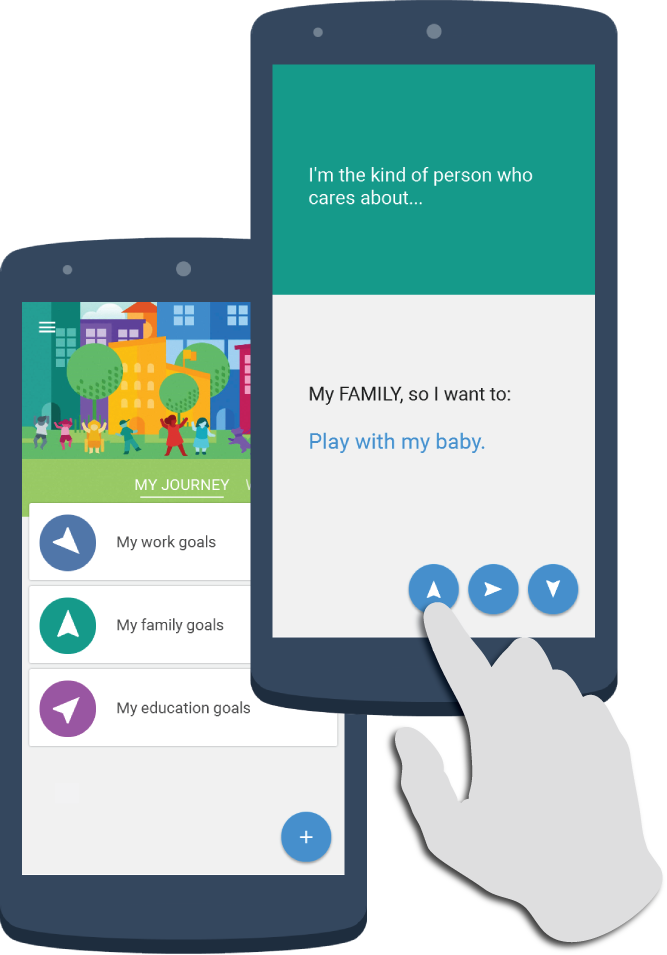 I'm the kind of person who
cares about...
My FAMILY, so I want to:
Play with my baby.
MY JOURNEY
My work goals
My family goals
My education goals
+